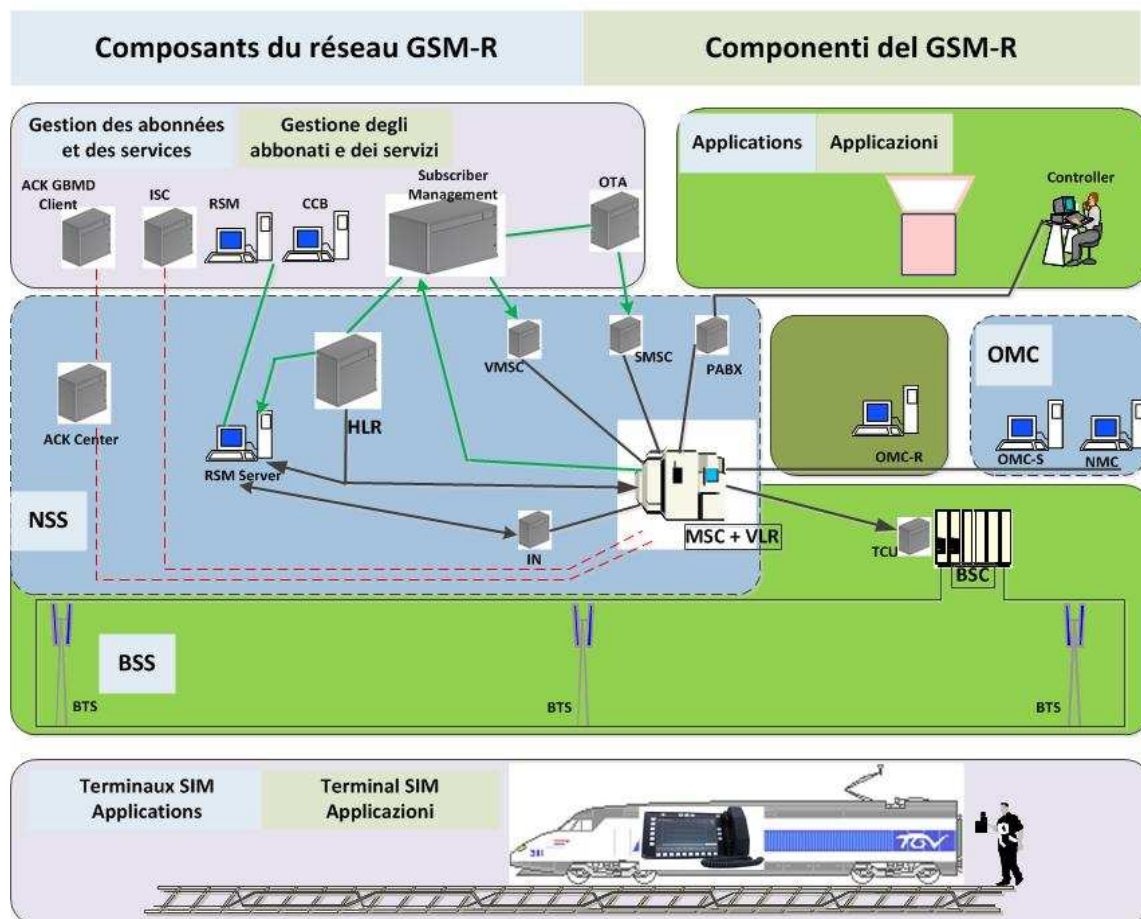 Composants du réseau GSM-R
Componenti del GSM-R
Gestion des abonnées
et des services
Gestione degli
abbonati e dei servizi
Applications
Applicazioni
ACK GBMD
Client
ISC
RSM
CCB
Subscriber
Management
OTA
Controller
VMSC
SMSC
PABX
OMC
ACK Center
HLR
RSM Server
OMC-R
OMC-S
NMC
NSS
IN
MSC + VLR
TCU
BSC
BSS
BTS
BTS
BTS
Terminaux SIM
Applications
Terminal SIM
Applicazioni
TGV